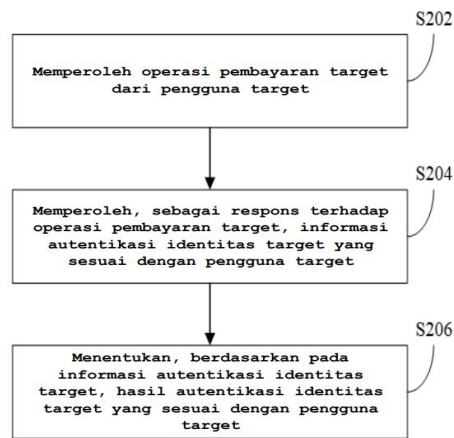 S202
Memperoleh operasi pembayaran target
dari pengguna target
S204
Memperoleh, sebagai respons terhadap
operasi pembayaran target, informasi
autentikasi identitas target yang
sesuai dengan pengguna target
S206
Menentukan, berdasarkan pada
informasi autentikasi identitas
target, hasil autentikasi identitas
target yang sesuai dengan pengguna
target